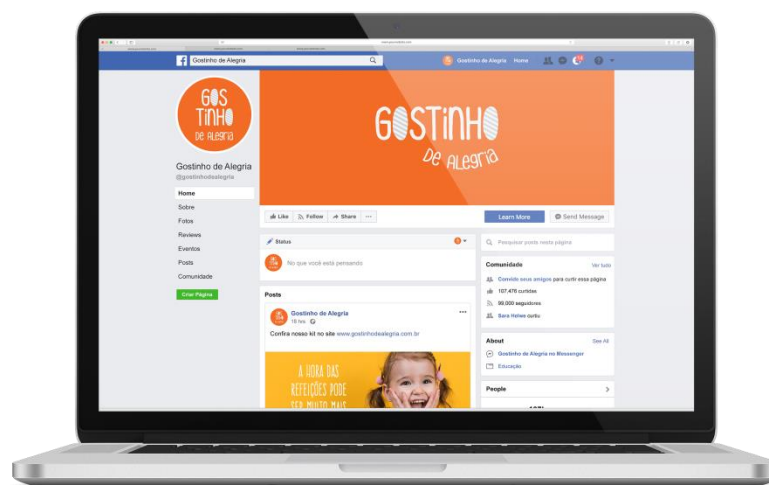 Gostinho de Alegria
Gostinho de Alegria Home
GOS
TINHO
DE ALEGRIA
GOSTINHO
DE ALEGRIA
Gostinho de Alegria
@gostinhodealegria
Home
Sobre
Fotos
Reviews
Eventos
Posts
Comunidade
Criar Página
Like Follow Share
Learn More Send Message
Status
No que você está pensando
Posts
Gostinho de Alegria
Confira nosso kit no site www.gostinhodealegria.com.br
A HORA DAS
REFEIÇÕES PODE
SER MUITO MAIS
Pesquisar posts nesta página
Comunidade Ver tudo
Convide seus amigos para curtir essa página
107,476 curtidas
99,000 seguidores
About See All
Gostinho de Alegria no Messenger
Educação
People